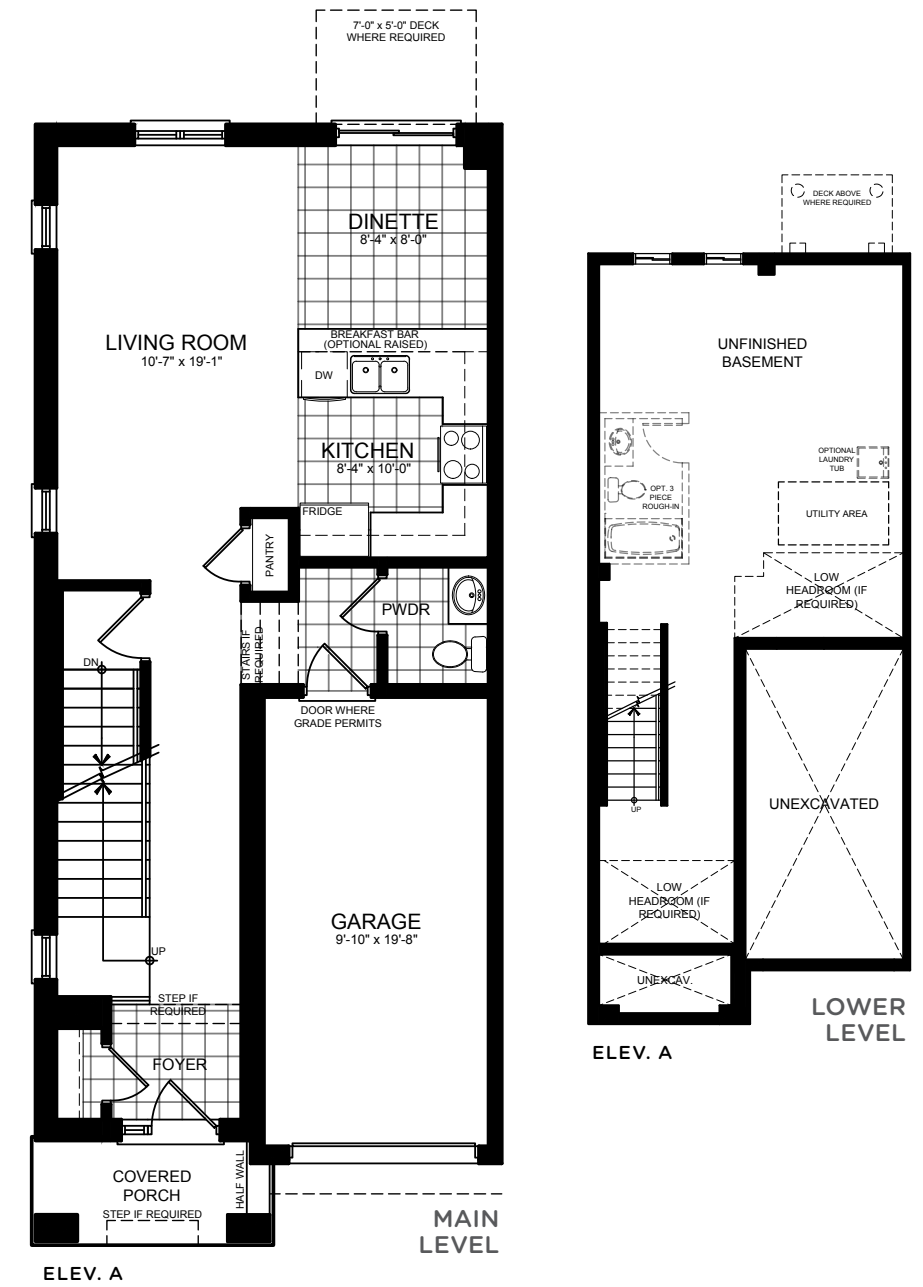 7'-0" x 5'-0" DECK
WHERE REQUIRED
DINETTE
8'-4" x 8'-0"
LIVING ROOM
10'-7" x 19'-1"
BREAKFAST BAR
(OPTIONAL RAISED)
DW
KITCHEN
8'-4" x 10'-0"
FRIDGE
PANTRY
PWDR
STAIRS IF
REQUIRED
DN
DOOR WHERE
GRADE PERMITS
GARAGE
9'-10" x 19'-8"
UP
STEP IF
REQUIRED
FOYER
COVERED
PORCH
HALF WALL
STEP IF REQUIRED
MAIN
LEVEL
ELEV. A
DECK ABOVE
WHERE REQUIRED
UNFINISHED
BASEMENT
OPTIONAL
LAUNDRY
TUB
OPT. 3
PIECE
ROUGH-IN
UTILITY AREA
LOW
HEADROOM (IF
REQUIRED)
UP
UNEXCAVATED
LOW
HEADROOM (IF
REQUIRED)
UNEXCAV.
LOWER
LEVEL
ELEV. A